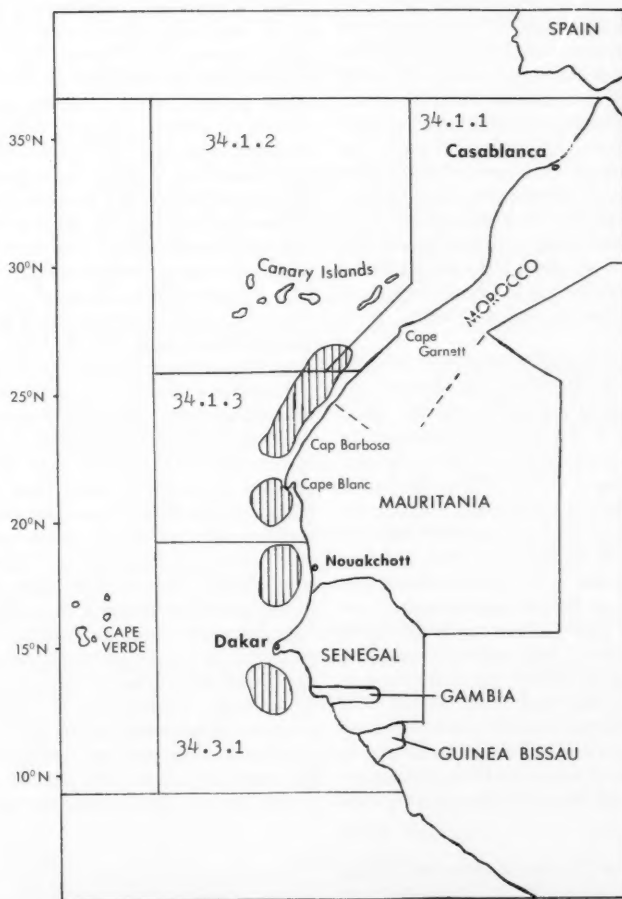 SPAIN
35°N
34.1.2
34.1.1
Casablanca
30°N
Canary Islands
MOROCCO
Cape
Garnett
25°N
34.1.3
Cap Barbosa
Cape Blanc
20°N
MAURITANIA
Nouakchott
15°N
CAPE
VERDE
Dakar
SENEGAL
GAMBIA
34.3.1
GUINEA BISSAU
10°N